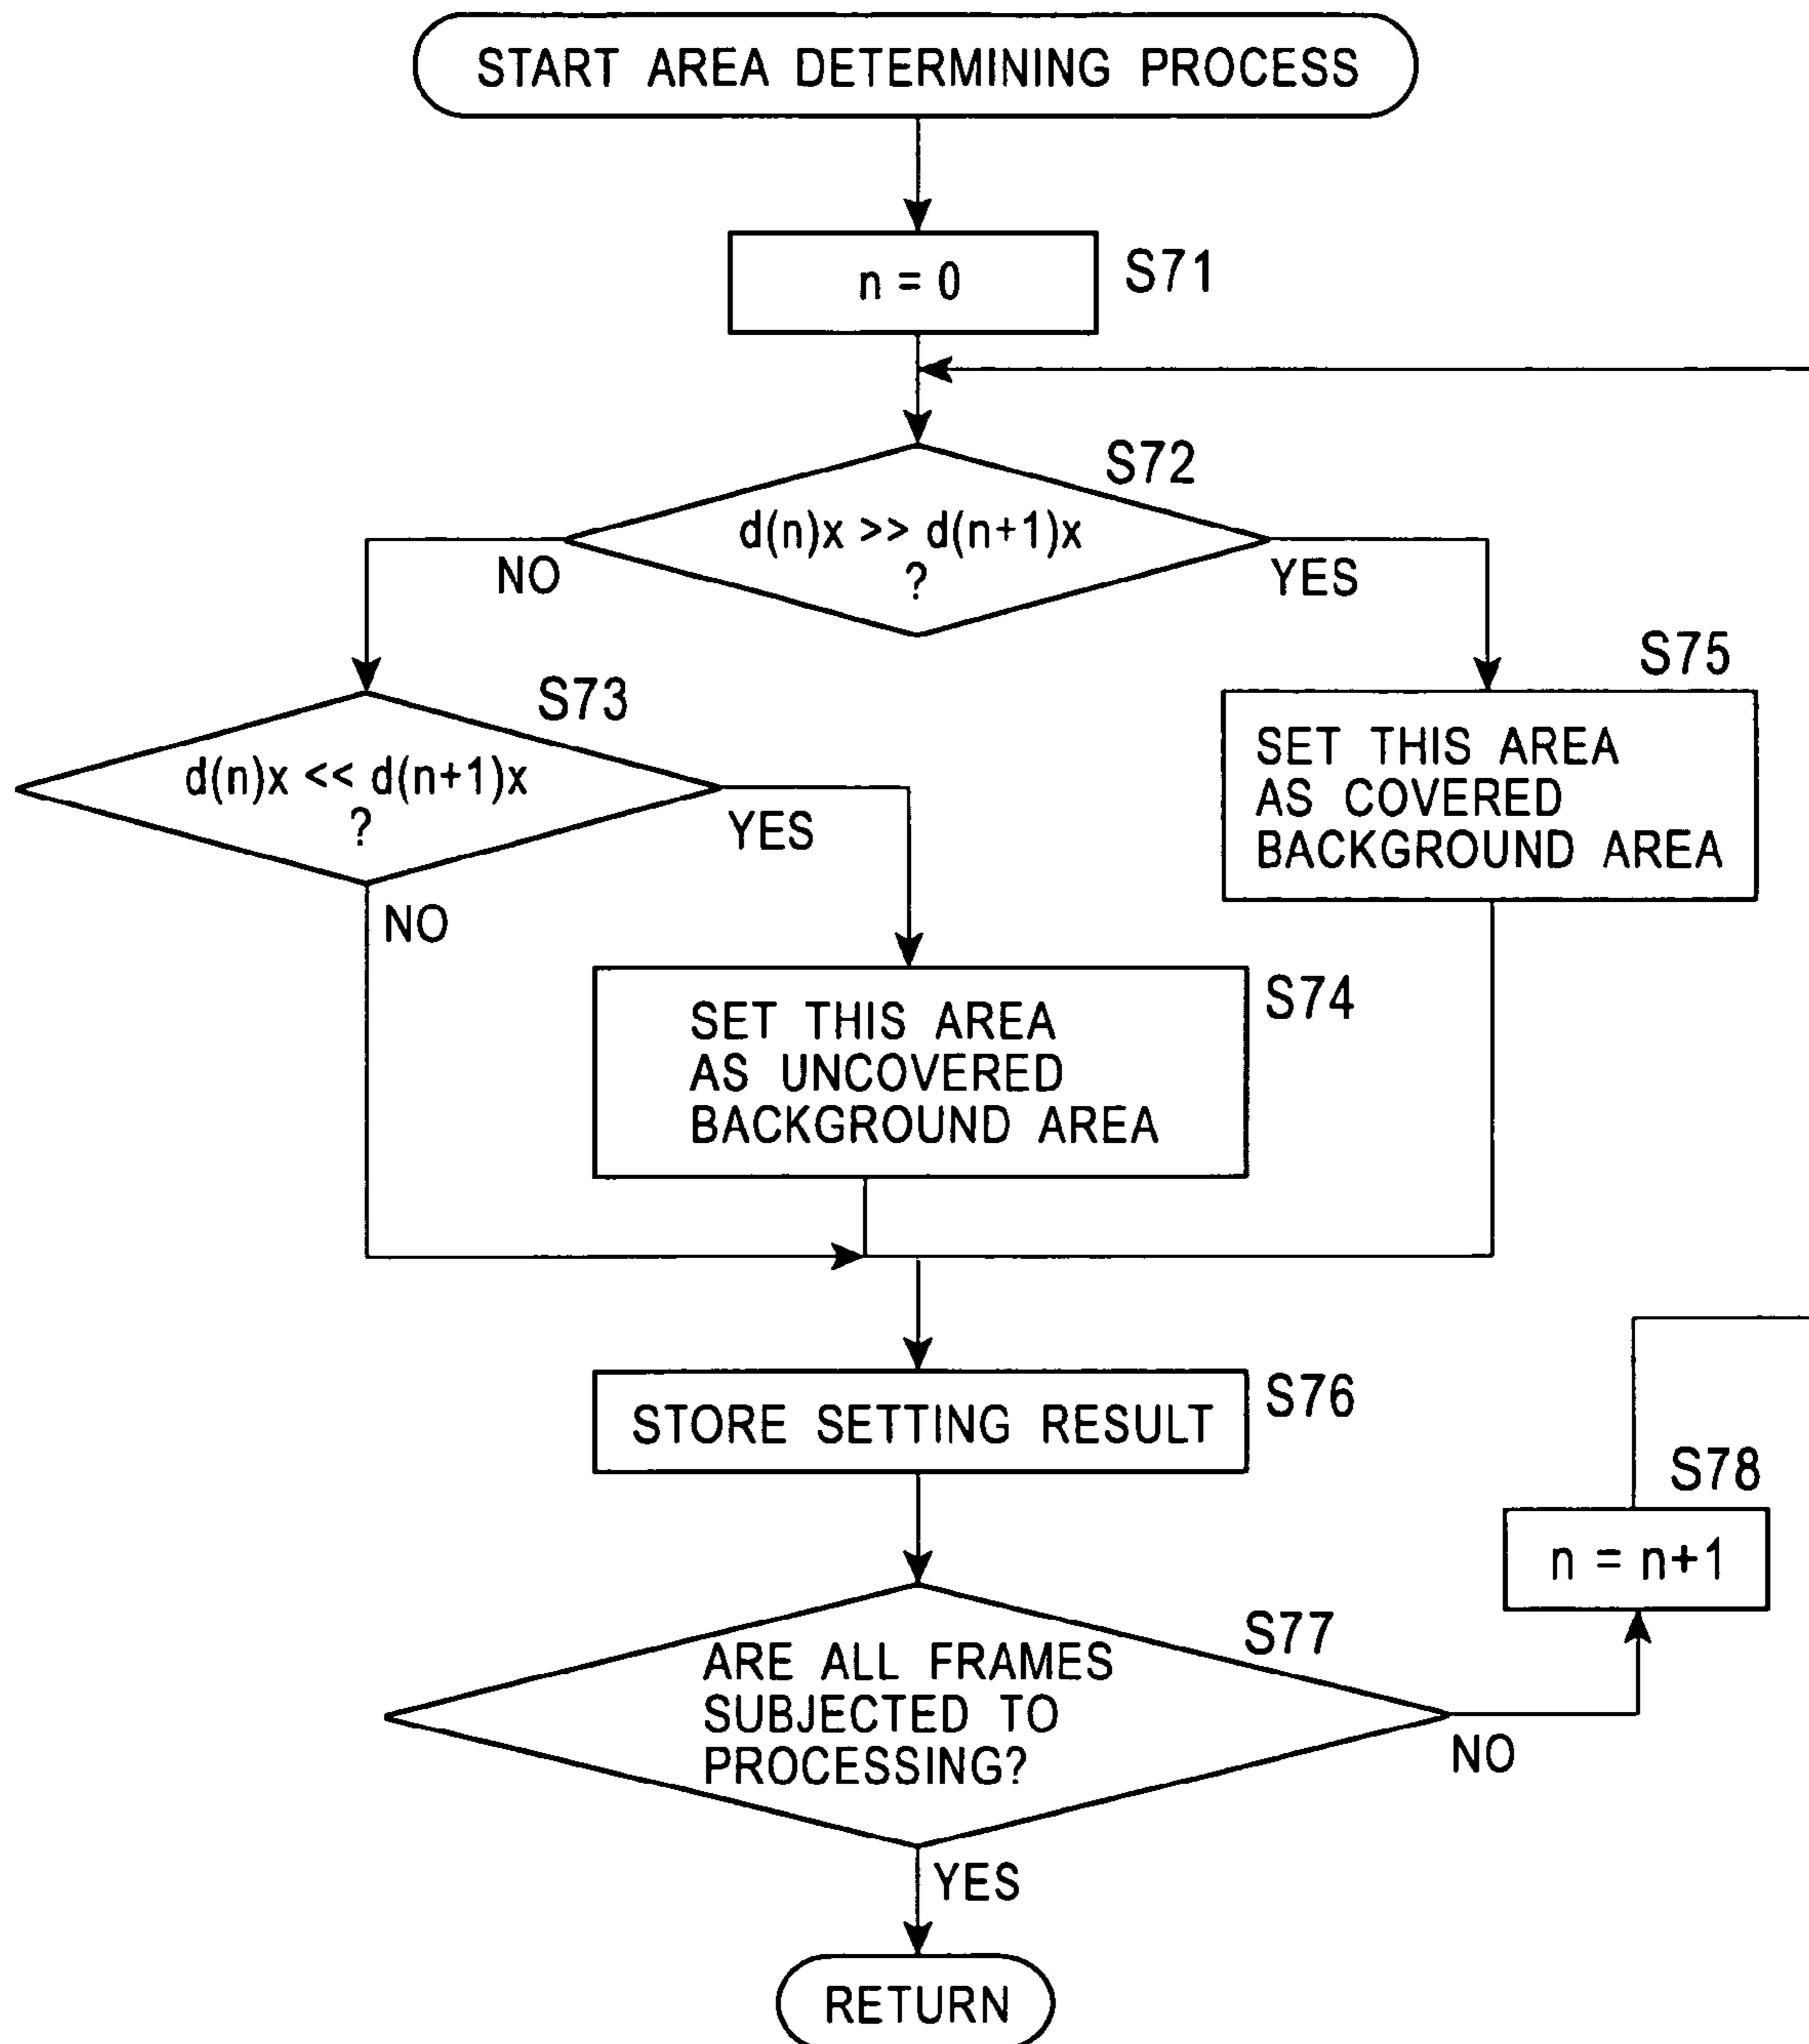 START AREA DETERMINING PROCESS
n = 0
S71
S72
d(n)x >> d(n+1)x
?
NO
YES
S73
d(n)x << d(n+1)x
?
YES
NO
S75
SET THIS AREA
AS COVERED
BACKGROUND AREA
S74
SET THIS AREA
AS UNCOVERED
BACKGROUND AREA
STORE SETTING RESULT
S76
S78
n = n+1
S77
ARE ALL FRAMES
SUBJECTED TO
PROCESSING?
NO
YES
RETURN